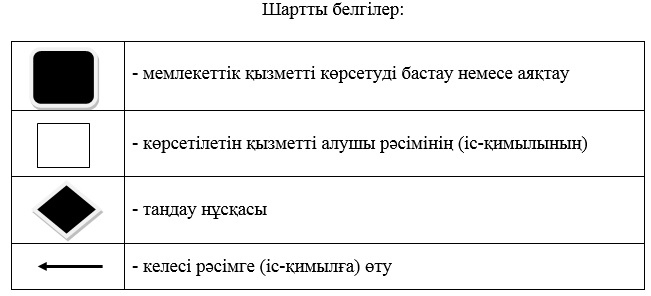 Шартты белгілер:
- мемлекеттік қызметті көрсетуді бастау немесе аяқтау
- көрсетілетін қызметті алушы рәсімінің (іс-қимылының)
- таңдау нұсқасы
- келесі рәсімге (іс-қимылға) өту